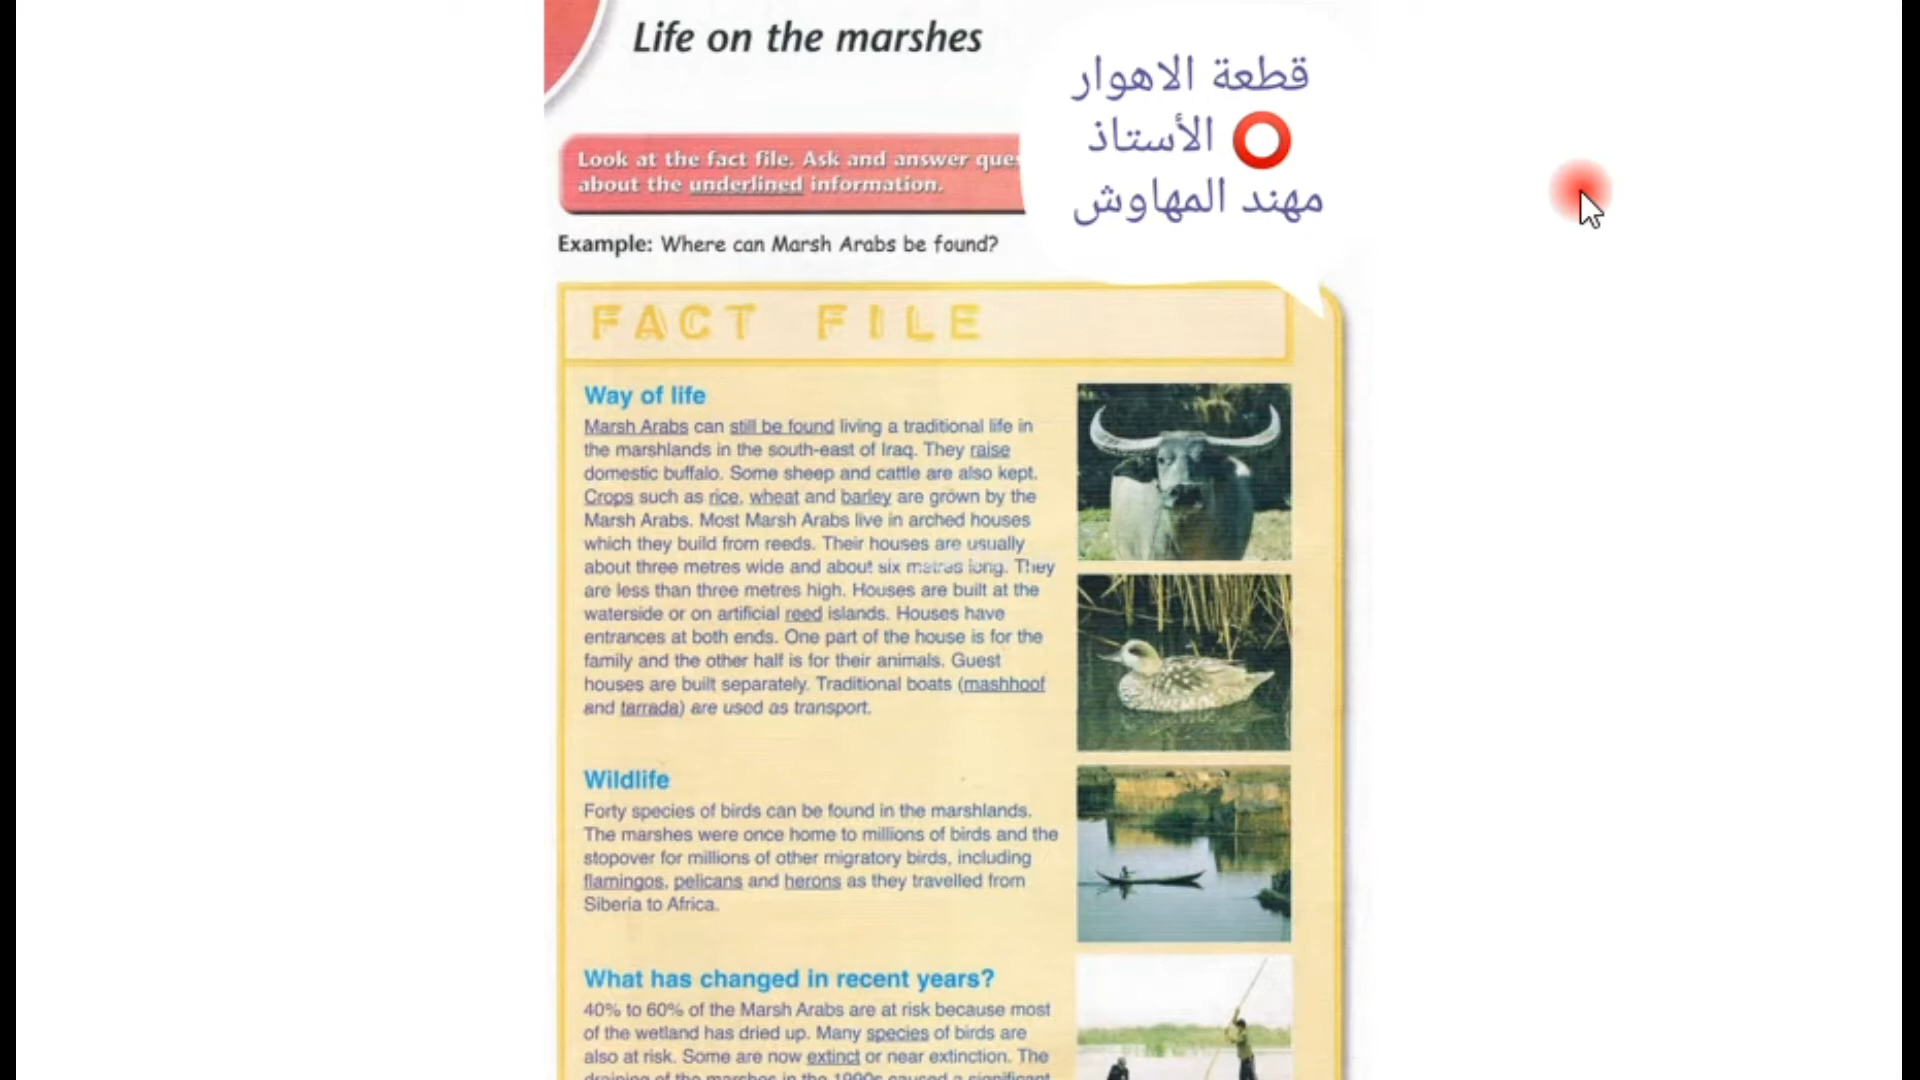 Life on the marshes
قطعة الاهوار
الأستاذ
مهند المهاوش
Look at the fact file. Ask and answer
about the underlined information.
Example: Where can Marsh Arabs be found?
FACT FILE
Way of life
Marsh Arabs can still be found living a traditional life in
the marshlands in the south-east of Iraq. They raise
domestic buffalo. Some sheep and cattle are also kept.
Crops such as rice, wheat and barley are grown by the
Marsh Arabs. Most Marsh Arabs live in arched houses
which they build from reeds. Their houses are usually
about three metres wide and about six metres long. They
are less than three metres high. Houses are built at the
waterside or on artificial reed islands. Houses have
entrances at both ends. One part of the house is for the
family and the other half is for their animals. Guest
houses are built separately. Traditional boats (mashhoof
and tarrada) are used as transport.
Wildlife
Forty species of birds can be found in the marshlands.
The marshes were once home to millions of birds and the
stopover for millions of other migratory birds, including
flamingos, pelicans and herons as they travelled from
Siberia to Africa.
What has changed in recent years?
40% to 60% of the Marsh Arabs are at risk because most
of the wetland has dried up. Many species of birds are
also at risk. Some are now extinct or near extinction. The
draining of the marshes in the 1990s caused a significant